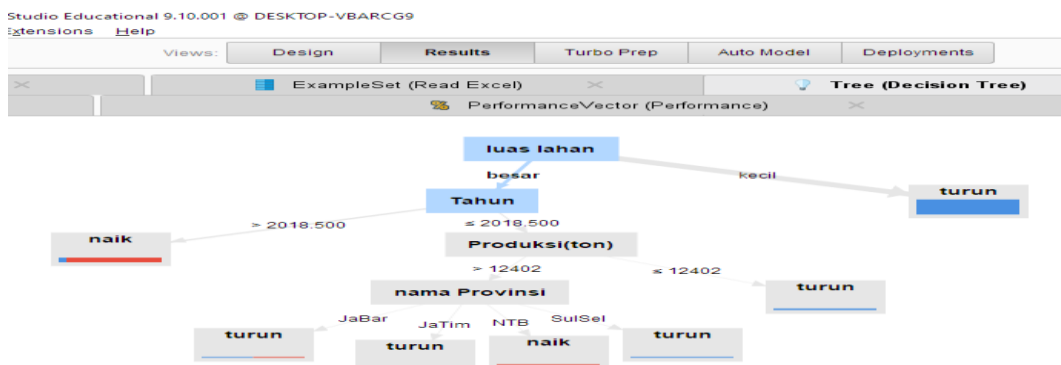 Studio Educational 9.10.001 @ DESKTOP-VBARCG9
Extensions Help
Views: Design Results Turbo Prep Auto Model Deployments
ExampleSet (Read Excel) Tree (Decision Tree)
PerformanceVector (Performance)
luas lahan
besar kecil
turun
Tahun
> 2018.500 ≤ 2018.500
naik
Produksi(ton)
> 12402 ≤ 12402
turun
nama Provinsi
JaBar JaTim NTB SulSel
turun turun naik turun